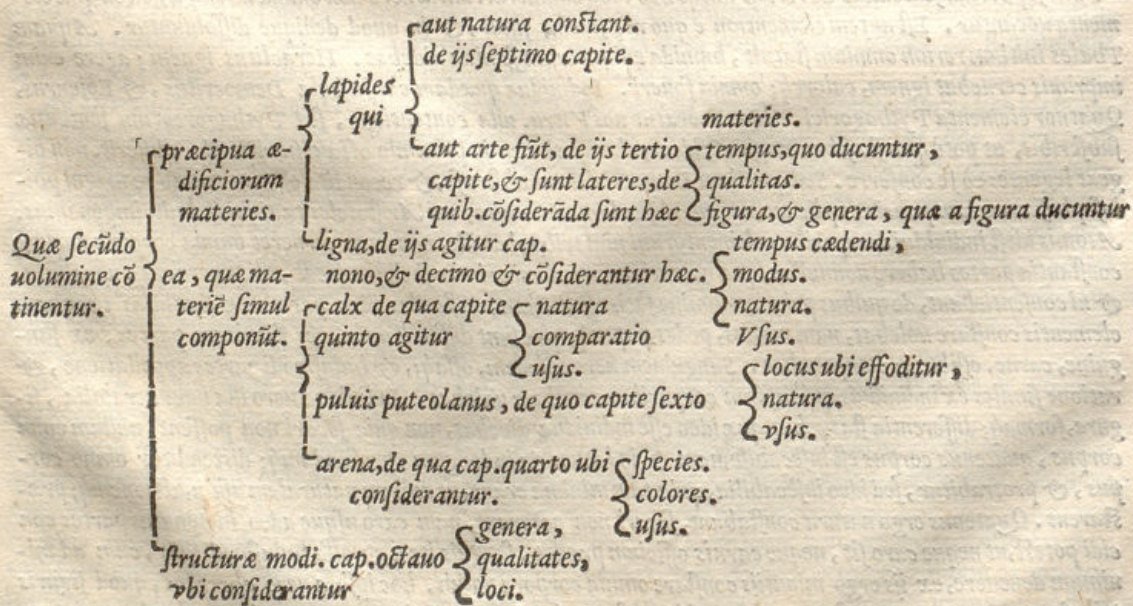 Quæ secũdo
uolumine cõ
tinentur.
præcipua æ-
dificiorum
materies.
lapides
qui
aut natura constant.
de ijs septimo capite.
aut arte fiũt, de ijs tertio
capite, & sunt lateres, de
quib. cõsiderãda sunt hæc
materies.
tempus, quo ducuntur,
qualitas.
figura, & genera, quæ a figura ducuntur
ligna, de ijs agitur cap.
nono, & decimo & cõsiderantur hæc.
tempus cædendi,
modus.
natura.
Vsus.
ea, quæ ma-
teriẽ simul
componũt.
calx de qua capite
quinto agitur
natura
comparatio
usus.
puluis puteolanus, de quo capite sexto
locus ubi effoditur,
natura.
vsus.
arena, de qua cap. quarto ubi
considerantur.
species.
colores.
usus.
structuræ modi. cap. octauo
vbi considerantur
genera,
qualitates,
loci.